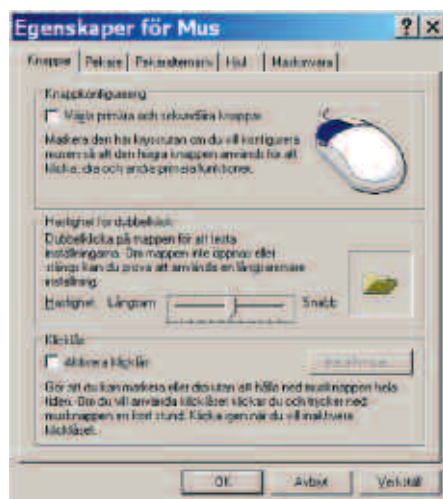 Egenskaper för Mus
Knappar Pekare Pekaralternativ Hjul Maskinvara
Knappkonfigurering
Växla primära och sekundära knappar
Markera den här kryssrutan om du vill konfigurera
musen så att den högra knappen används för att
klicka, dra och andra primära funktioner.
Hastighet för dubbelklick
Dubbelklicka på mappen för att testa
inställningarna. Om mappen inte öppnas eller
stängs kan du prova att använda en långsammare
inställning.
Hastighet: Långsam Snabb
Klicklås
Aktivera klicklås
Gör att du kan markera eller dra utan att hålla ned musknappen hela
tiden. Om du vill använda klicklåset klickar du och trycker ned
musknappen en kort stund. Klicka igen när du vill inaktivera
klicklåset.
OK Avbryt Verkställ